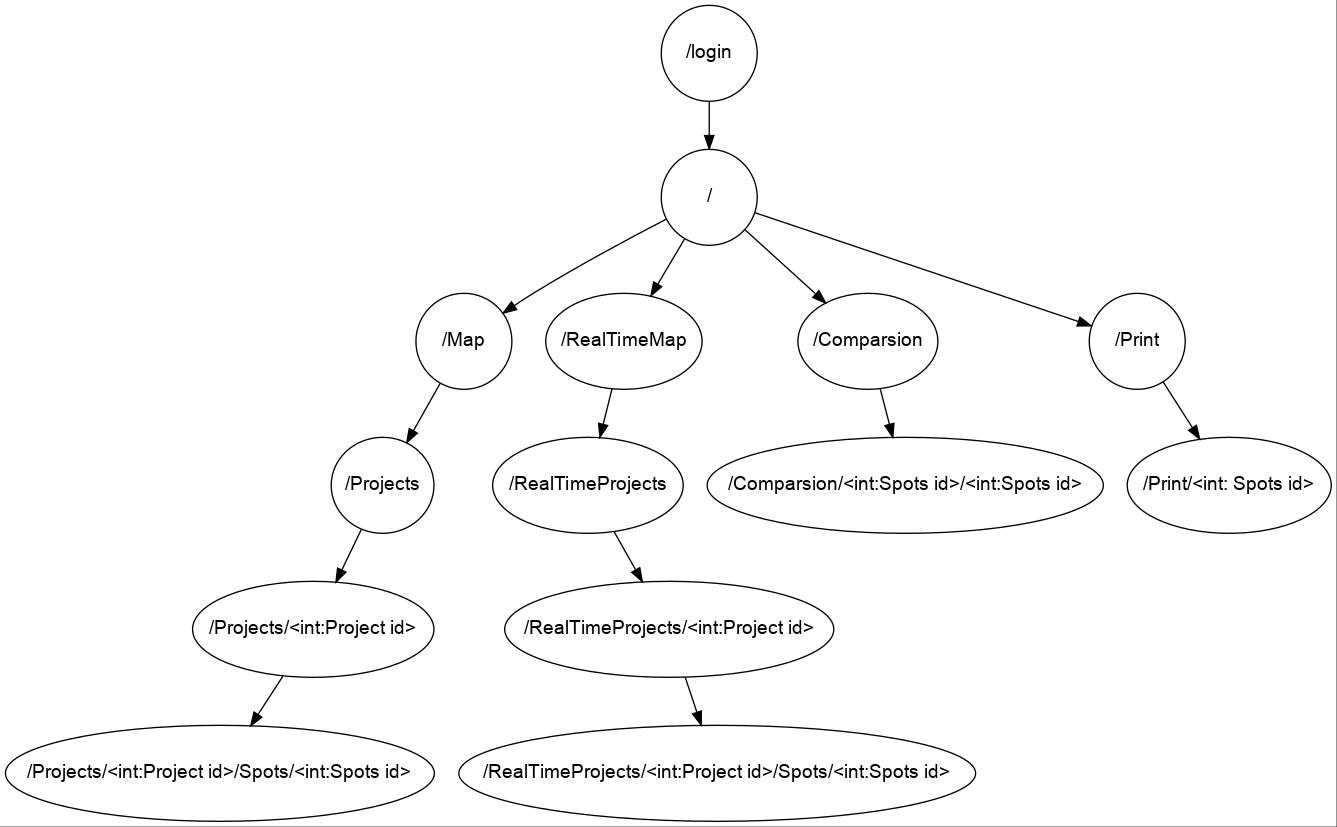 /login
/
/Map
/RealTimeMap
/Comparsion
/Print
/Projects
/RealTimeProjects
/Comparsion/<int:Spots id>/<int:Spots id>
/Print/<int: Spots id>
/Projects/<int:Project id>
/RealTimeProjects/<int:Project id>
/Projects/<int:Project id>/Spots/<int:Spots id>
/RealTimeProjects/<int:Project id>/Spots/<int:Spots id>